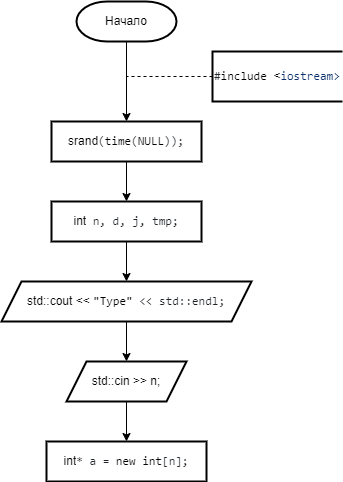 Начало
#include <iostream>
srand(time(NULL));
int n, d, j, tmp;
std::cout << "Type" << std::endl;
std::cin >> n;
int* a = new int[n];